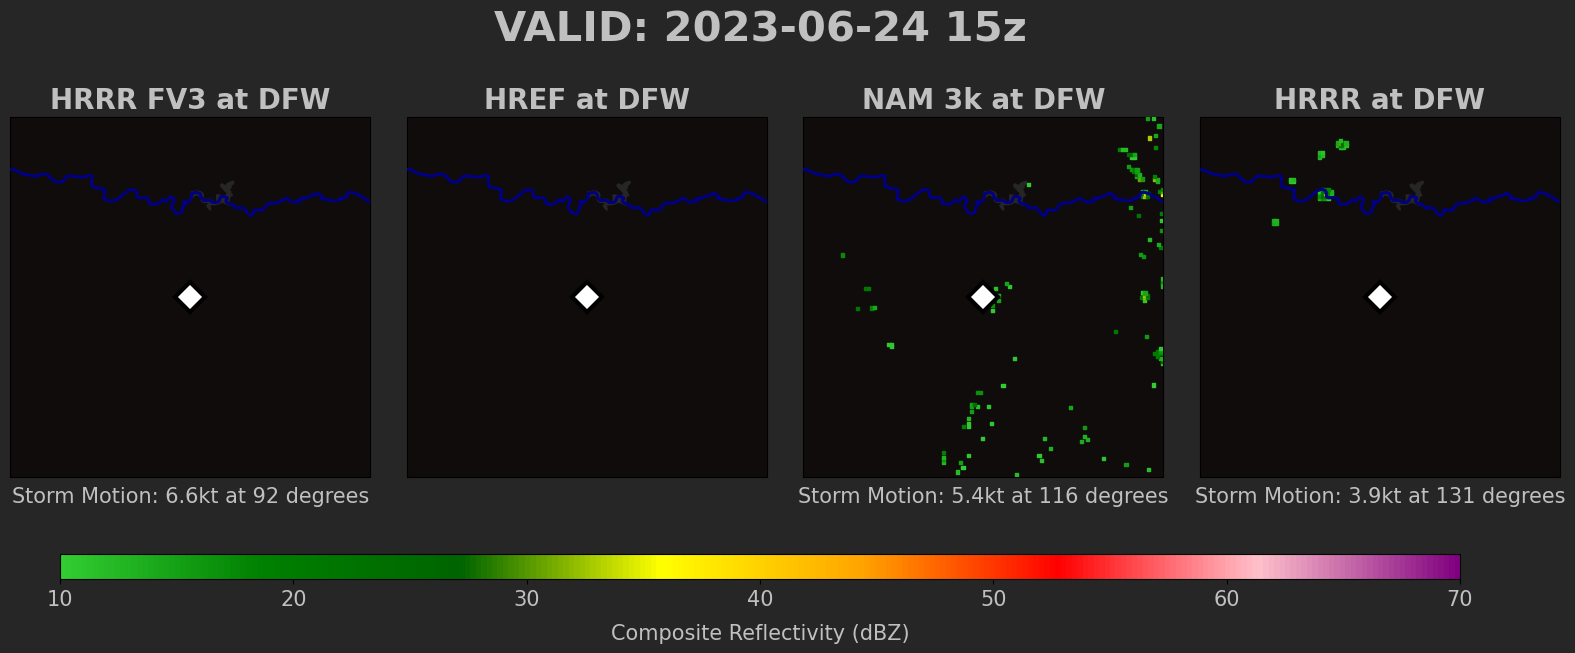 VALID: 2023-06-24 15z
HRRR FV3 at DFW
HREF at DFW
NAM 3k at DFW
HRRR at DFW
Storm Motion: 6.6kt at 92 degrees
Storm Motion: 5.4kt at 116 degrees
Storm Motion: 3.9kt at 131 degrees
10 20 30 40 50 60 70
Composite Reflectivity (dBZ)